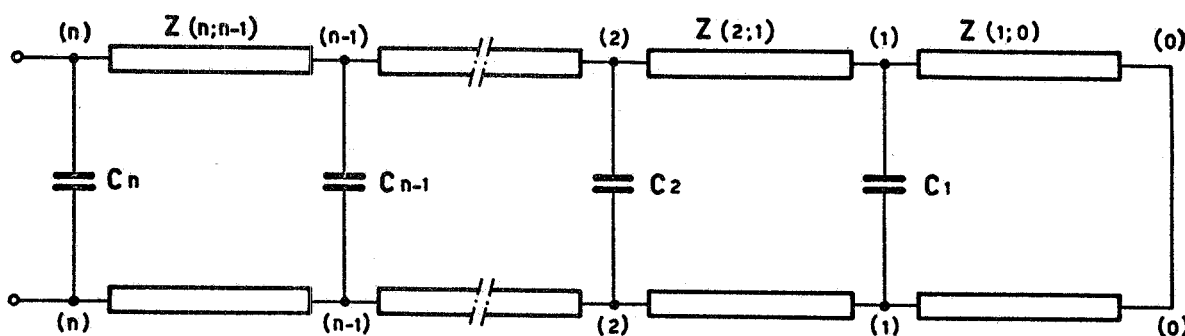 (n) Z (n;n-1) (n-1) (2) Z (2;1) (1) Z (1;0) (0)
Cn Cn-1 C2 C1
(n) (n-1) (2) (1) (0)